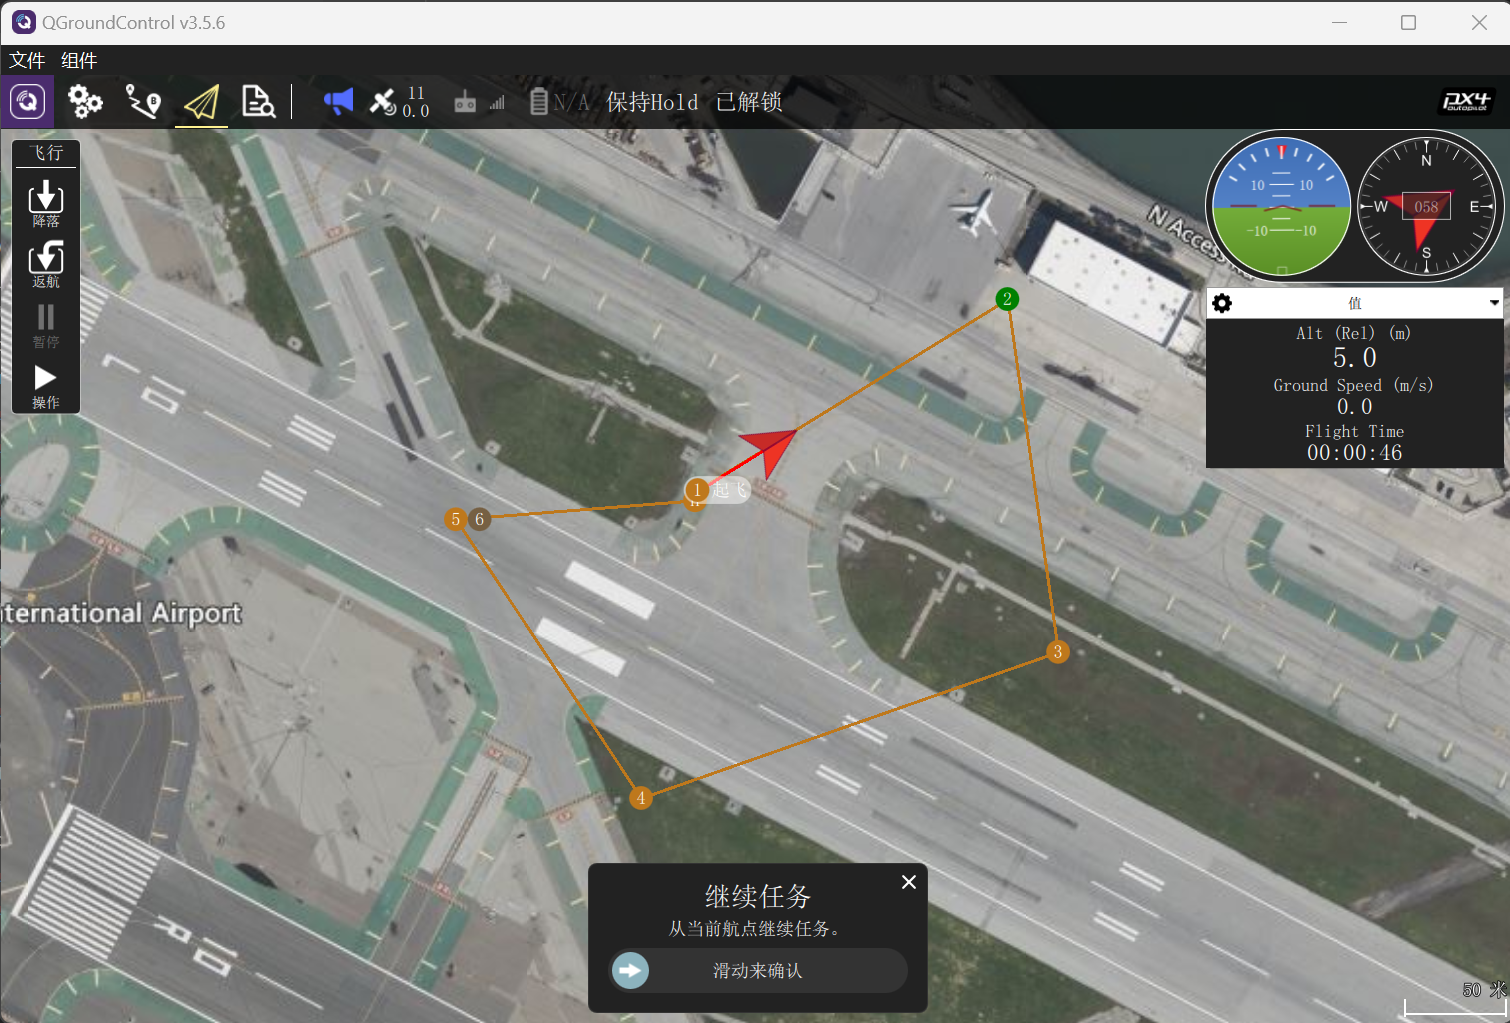 QGroundControl v3.5.6
文件 组件
11
0.0
N/A 保持Hold 已解锁
px4
autopilot
飞行
降落
返航
暂停
操作
10 10
-10 -10
N
W 058 E
S
N Access
值
Alt (Rel) (m)
5.0
Ground Speed (m/s)
0.0
Flight Time
00:00:46
2
1 起飞
5 6
ternational Airport
3
4
继续任务
从当前航点继续任务。
滑动来确认
50 米